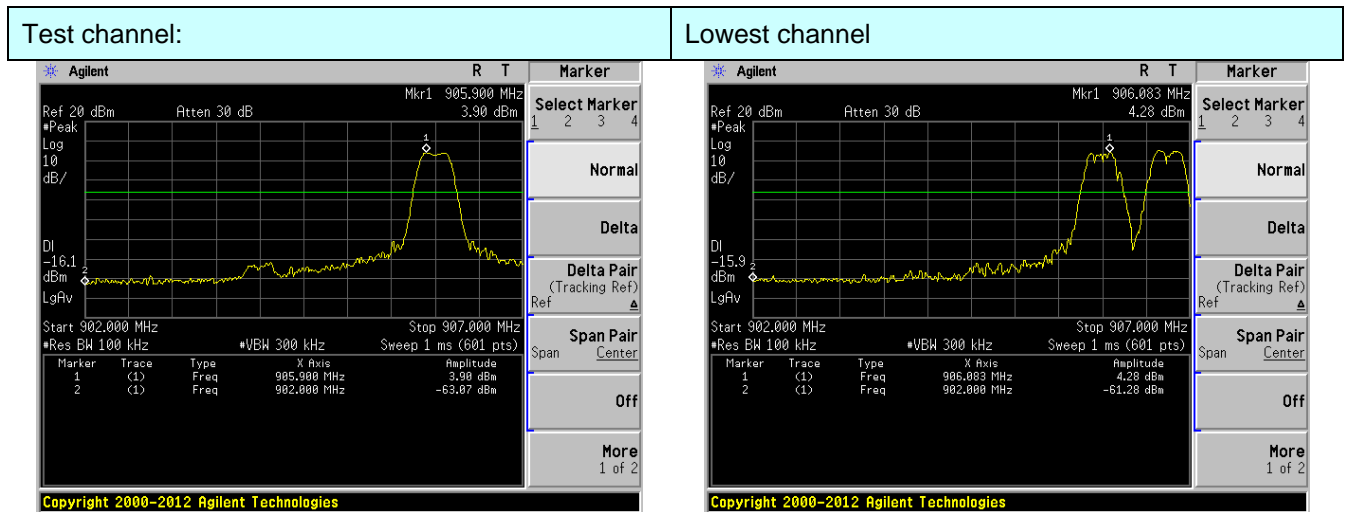 Test channel:
Lowest channel
Agilent
R T
Marker
Mkr1 905.900 MHz
Ref 20 dBm Atten 30 dB 3.90 dBm
#Peak
Log
10
dB/
1
DI
-16.1
dBm
2
LgAv
Start 902.000 MHz Stop 907.000 MHz
#Res BW 100 kHz #VBW 300 kHz Sweep 1 ms (601 pts)
Marker Trace Type X Axis Amplitude
1 (1) Freq 905.900 MHz 3.90 dBm
2 (1) Freq 902.000 MHz -63.07 dBm
Select Marker
1 2 3 4
Normal
Delta
Delta Pair
(Tracking Ref)
Ref Δ
Span Pair
Span Center
Off
More
1 of 2
Copyright 2000-2012 Agilent Technologies
Agilent
R T
Marker
Mkr1 906.083 MHz
Ref 20 dBm Atten 30 dB 4.28 dBm
#Peak
Log
10
dB/
1
DI
-15.9
dBm
2
LgAv
Start 902.000 MHz Stop 907.000 MHz
#Res BW 100 kHz #VBW 300 kHz Sweep 1 ms (601 pts)
Marker Trace Type X Axis Amplitude
1 (1) Freq 906.083 MHz 4.28 dBm
2 (1) Freq 902.000 MHz -61.28 dBm
Select Marker
1 2 3 4
Normal
Delta
Delta Pair
(Tracking Ref)
Ref Δ
Span Pair
Span Center
Off
More
1 of 2
Copyright 2000-2012 Agilent Technologies